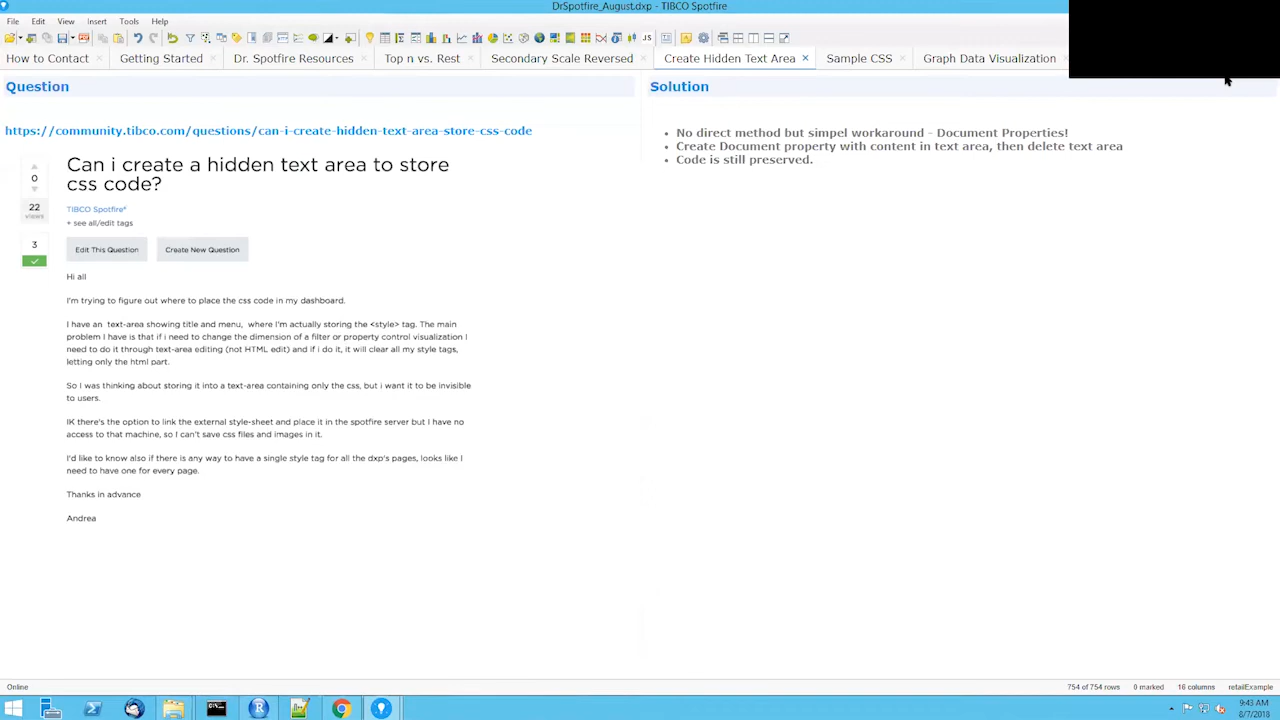 DrSpotfire_August.dxp - TIBCO Spotfire
File Edit View Insert Tools Help
How to Contact Getting Started Dr. Spotfire Resources Top n vs. Rest Secondary Scale Reversed Create Hidden Text Area Sample CSS Graph Data Visualization
Question
Solution
https://community.tibco.com/questions/can-i-create-hidden-text-area-store-css-code
• No direct method but simpel workaround - Document Properties!
• Create Document property with content in text area, then delete text area
• Code is still preserved.
Can i create a hidden text area to store
css code?
0
22
views
3
TIBCO Spotfire®
+ see all/edit tags
Edit This Question Create New Question
Hi all
I'm trying to figure out where to place the css code in my dashboard.
I have an text-area showing title and menu, where I'm actually storing the <style> tag. The main
problem I have is that if i need to change the dimension of a filter or property control visualization I
need to do it through text-area editing (not HTML edit) and if i do it, it will clear all my style tags,
letting only the html part.
So I was thinking about storing it into a text-area containing only the css, but i want it to be invisible
to users.
IK there's the option to link the external style-sheet and place it in the spotfire server but I have no
access to that machine, so I can't save css files and images in it.
I'd like to know also if there is any way to have a single style tag for all the dxp's pages, looks like I
need to have one for every page.
Thanks in advance
Andrea
Online
754 of 754 rows 0 marked 16 columns retailExample
9:43 AM
8/7/2018